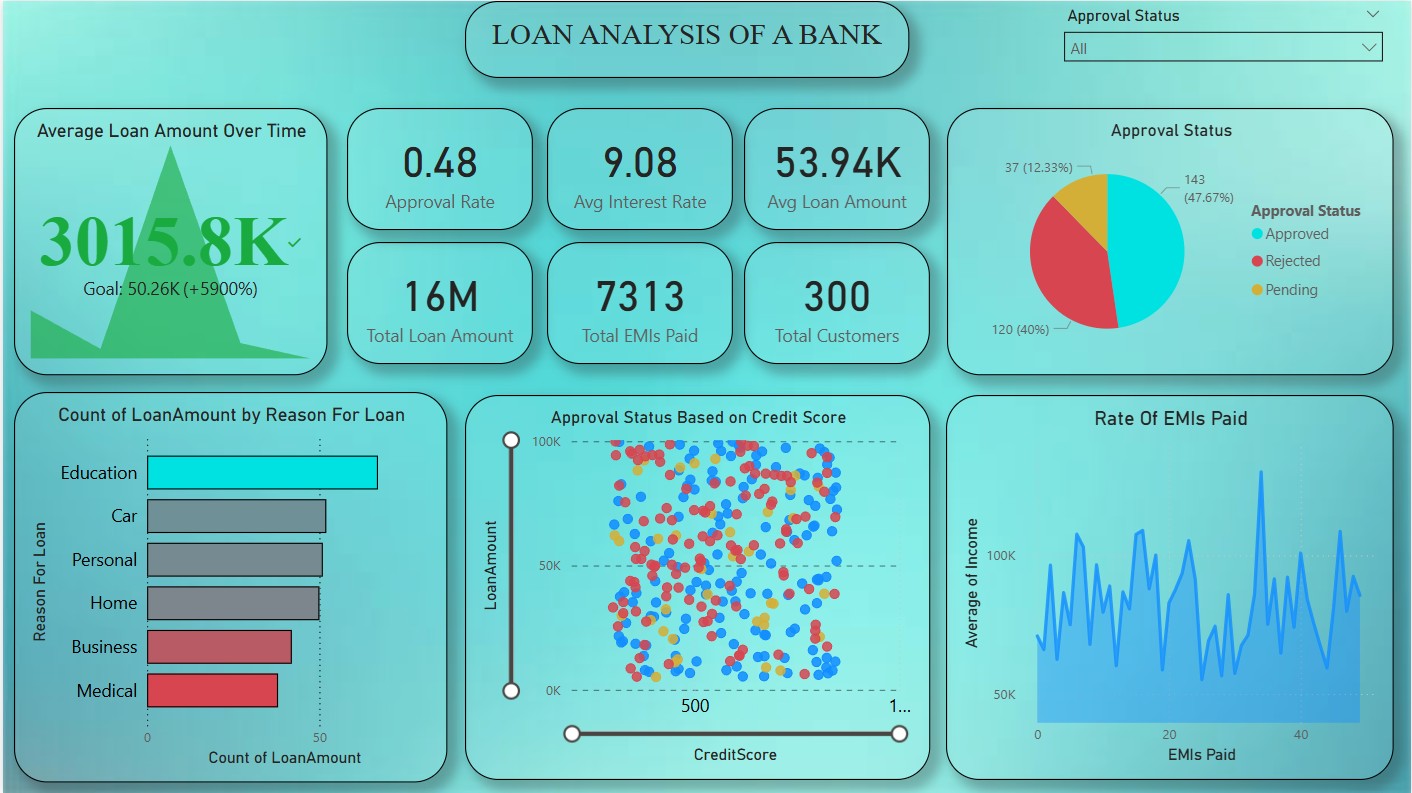 LOAN ANALYSIS OF A BANK
Approval Status
All
Average Loan Amount Over Time
3015.8K
Goal: 50.26K (+5900%)
0.48
Approval Rate
9.08
Avg Interest Rate
53.94K
Avg Loan Amount
16M
Total Loan Amount
7313
Total EMIs Paid
300
Total Customers
Approval Status
37 (12.33%)
143
(47.67%)
120 (40%)
Approval Status
Approved
Rejected
Pending
Count of LoanAmount by Reason For Loan
Reason For Loan
Education
Car
Personal
Home
Business
Medical
0
50
Count of LoanAmount
Approval Status Based on Credit Score
LoanAmount
100K
50K
0K
500
1...
CreditScore
Rate Of EMIs Paid
Average of Income
100K
50K
0
20
40
EMIs Paid